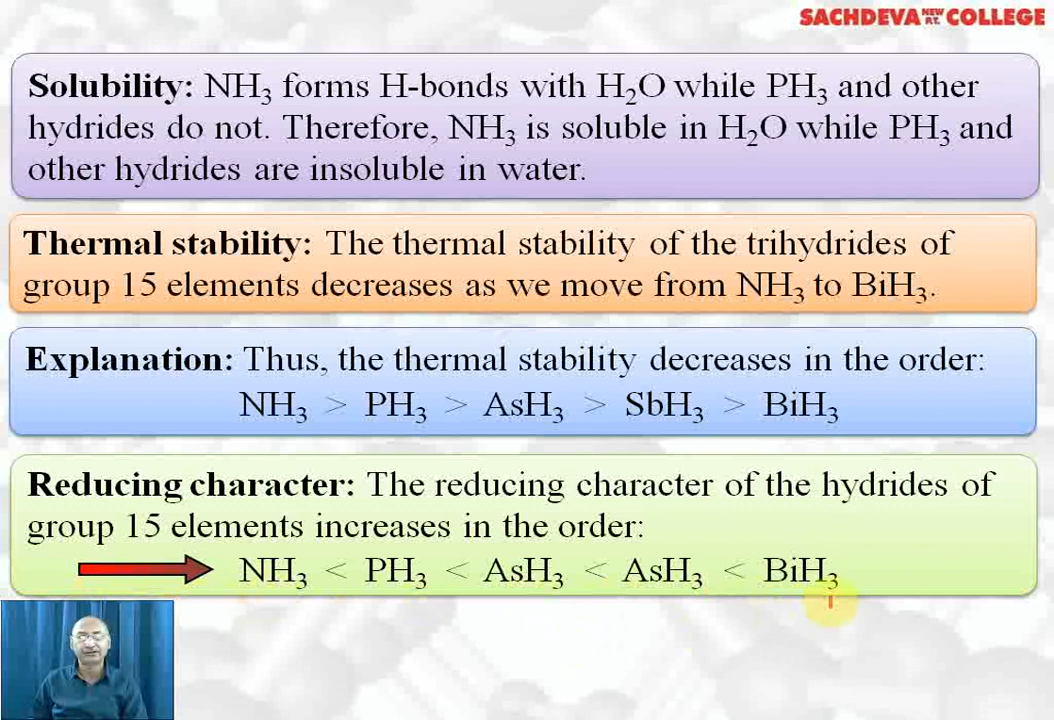 SACHDEVA NEW P.T. COLLEGE
Solubility: NH₃ forms H-bonds with H₂O while PH₃ and other
hydrides do not. Therefore, NH₃ is soluble in H₂O while PH₃ and
other hydrides are insoluble in water.
Thermal stability: The thermal stability of the trihydrides of
group 15 elements decreases as we move from NH₃ to BiH₃.
Explanation: Thus, the thermal stability decreases in the order:
NH₃ > PH₃ > AsH₃ > SbH₃ > BiH₃
Reducing character: The reducing character of the hydrides of
group 15 elements increases in the order:
NH₃ < PH₃ < AsH₃ < AsH₃ < BiH₃